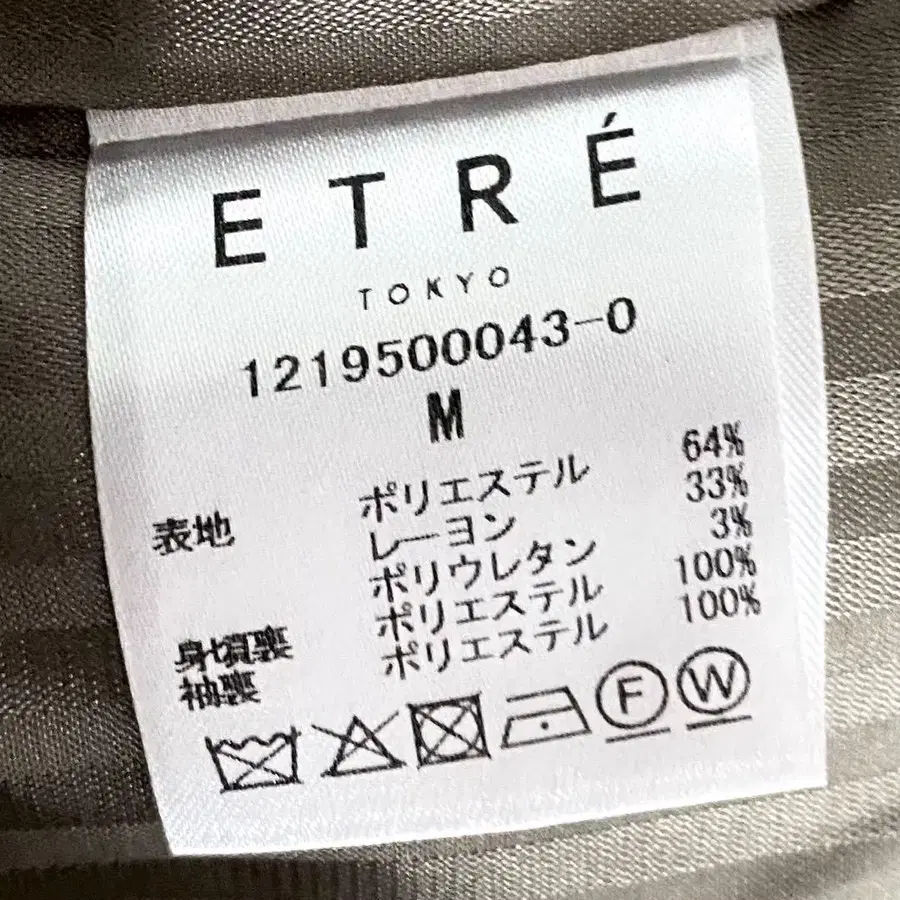 ETRÉ
TOKYO
1219500043-0
M
表地 ポリエステル 64%
レーヨン 33%
ポリウレタン 3%
身頃裏 ポリエステル 100%
袖裏 ポリエステル 100%
F W